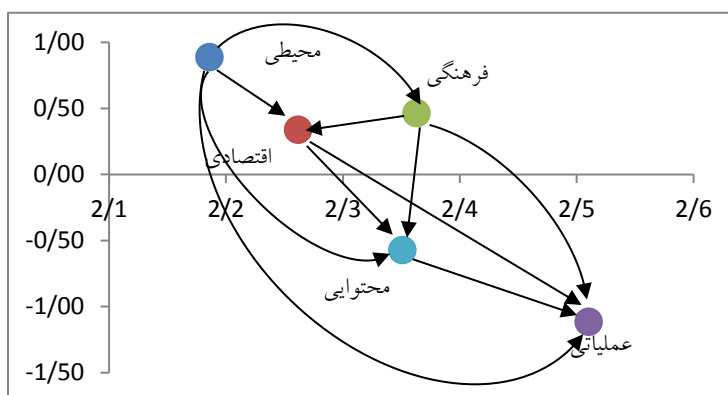 1/00
محیطی
فرهنگی
0/50
اقتصادی
0/00
2/1 2/2 2/3 2/4 2/5 2/6
-0/50
محتوایی
-1/00
عملیاتی
-1/50